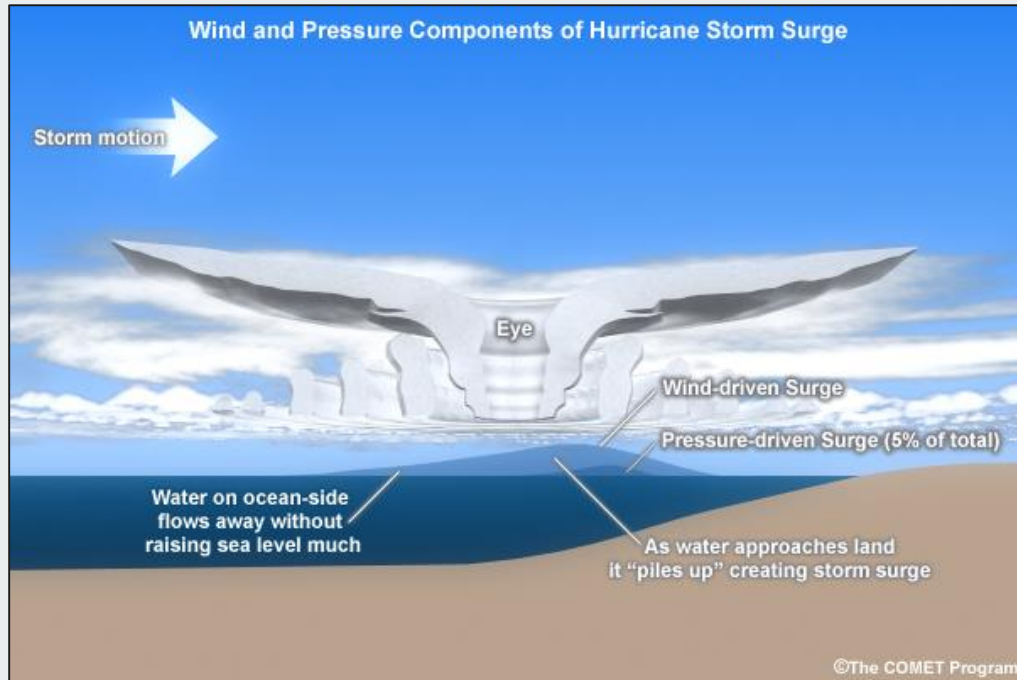 Wind and Pressure Components of Hurricane Storm Surge
Storm motion
Eye
Wind-driven Surge
Pressure-driven Surge (5% of total)
Water on ocean-side
flows away without
raising sea level much
As water approaches land
it “piles up” creating storm surge
©The COMET Program